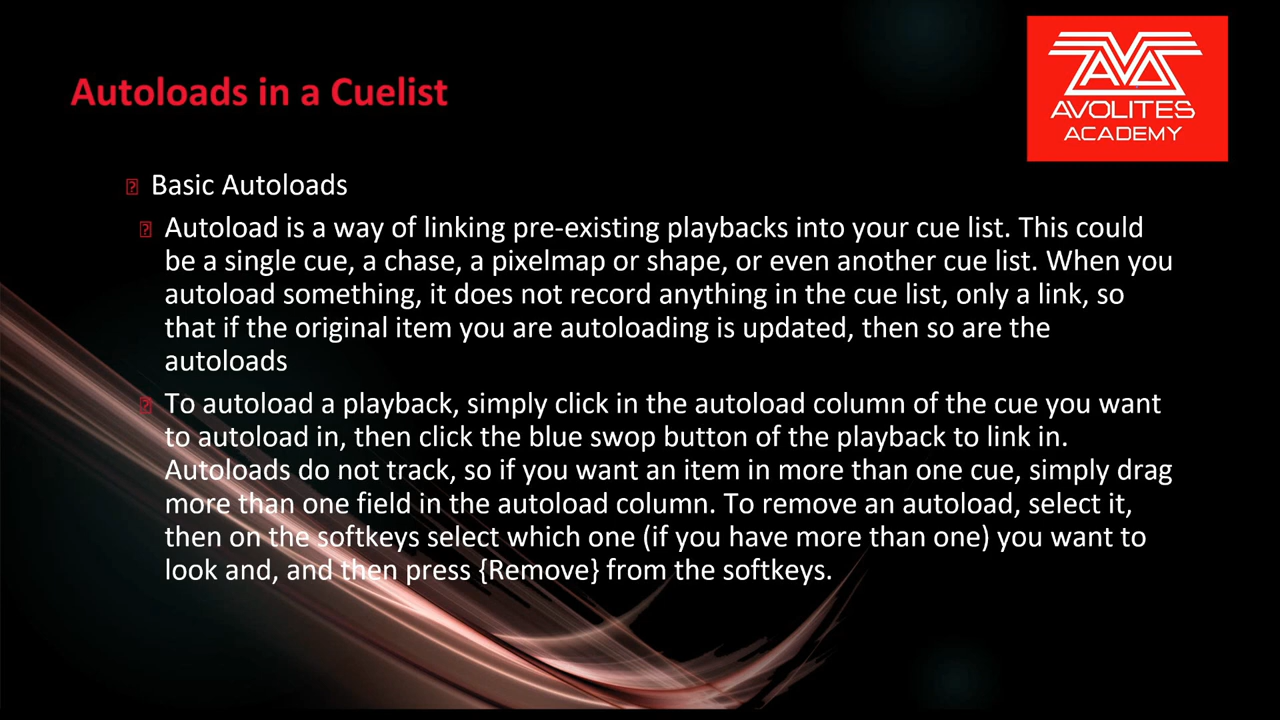 Autoloads in a Cuelist
AVOLITES
ACADEMY
Basic Autoloads
Autoload is a way of linking pre-existing playbacks into your cue list. This could
be a single cue, a chase, a pixelmap or shape, or even another cue list. When you
autoload something, it does not record anything in the cue list, only a link, so
that if the original item you are autoloading is updated, then so are the
autoloads
To autoload a playback, simply click in the autoload column of the cue you want
to autoload in, then click the blue swop button of the playback to link in.
Autoloads do not track, so if you want an item in more than one cue, simply drag
more than one field in the autoload column. To remove an autoload, select it,
then on the softkeys select which one (if you have more than one) you want to
look and, and then press {Remove} from the softkeys.